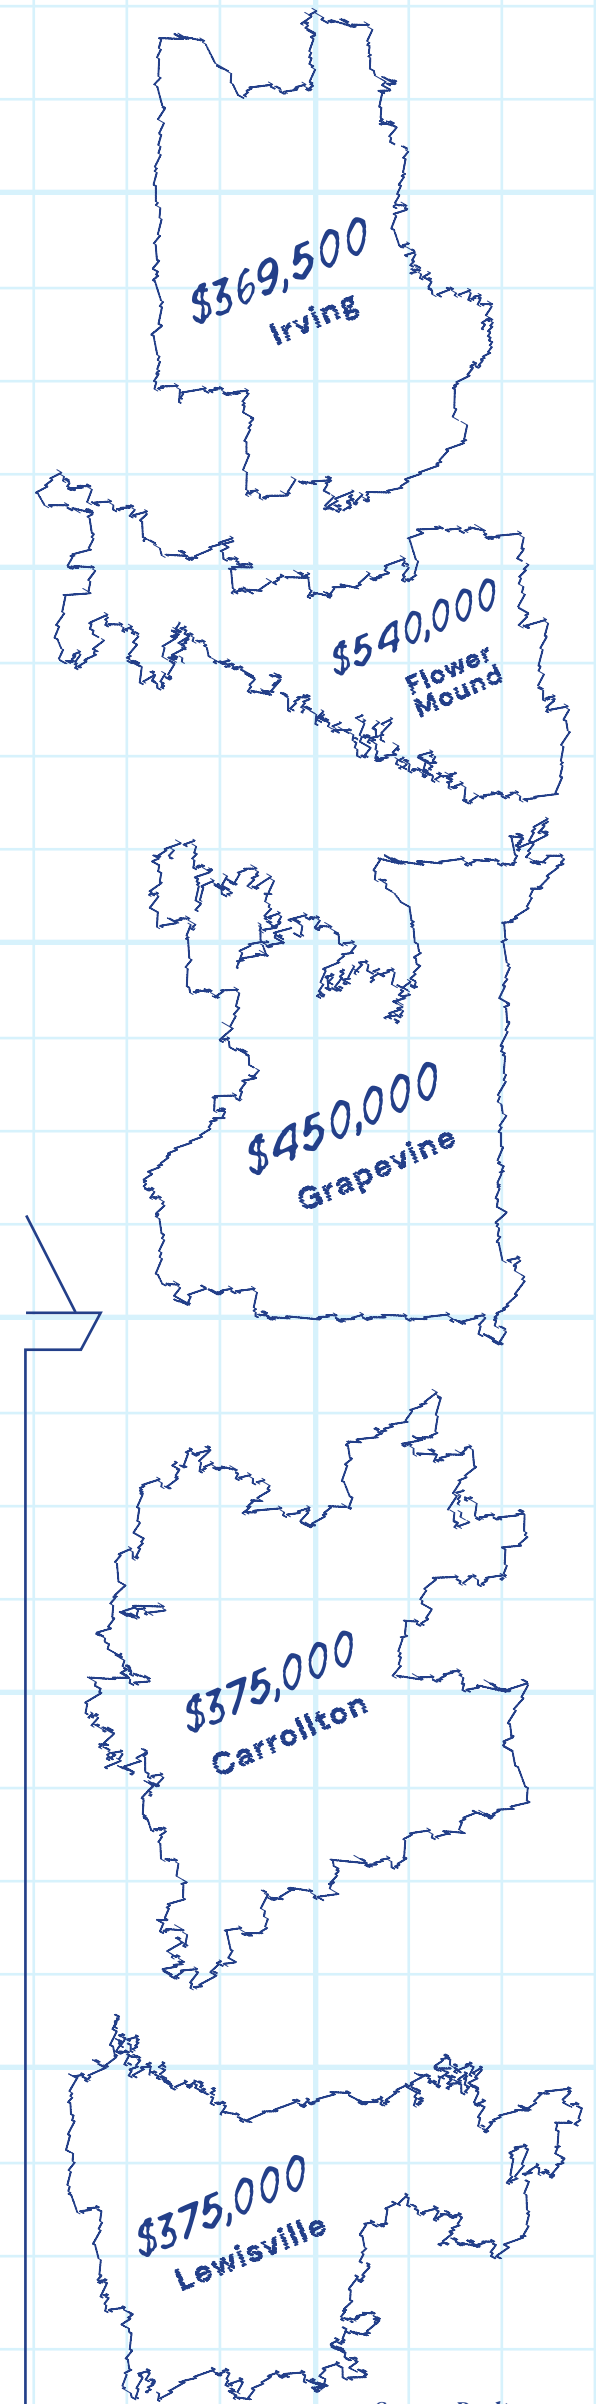 $369,500
Irving
$540,000
Flower
Mound
$450,000
Grapevine
$375,000
Carrollton
$375,000
Lewisville